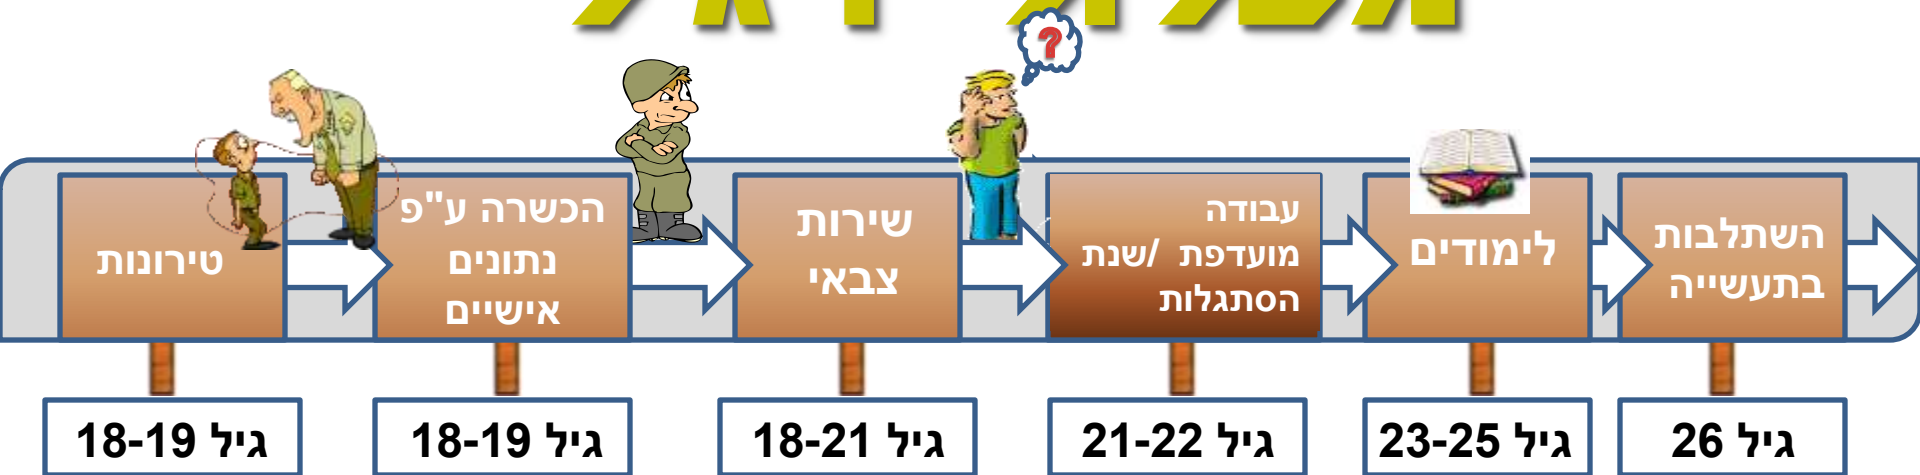 ?
טירונות
הכשרה ע"פ
נתונים
אישיים
שירות
צבאי
עבודה
מועדפת /שנת
הסתגלות
לימודים
השתלבות
בתעשייה
גיל 18-19
גיל 18-19
גיל 18-21
גיל 21-22
גיל 23-25
גיל 26